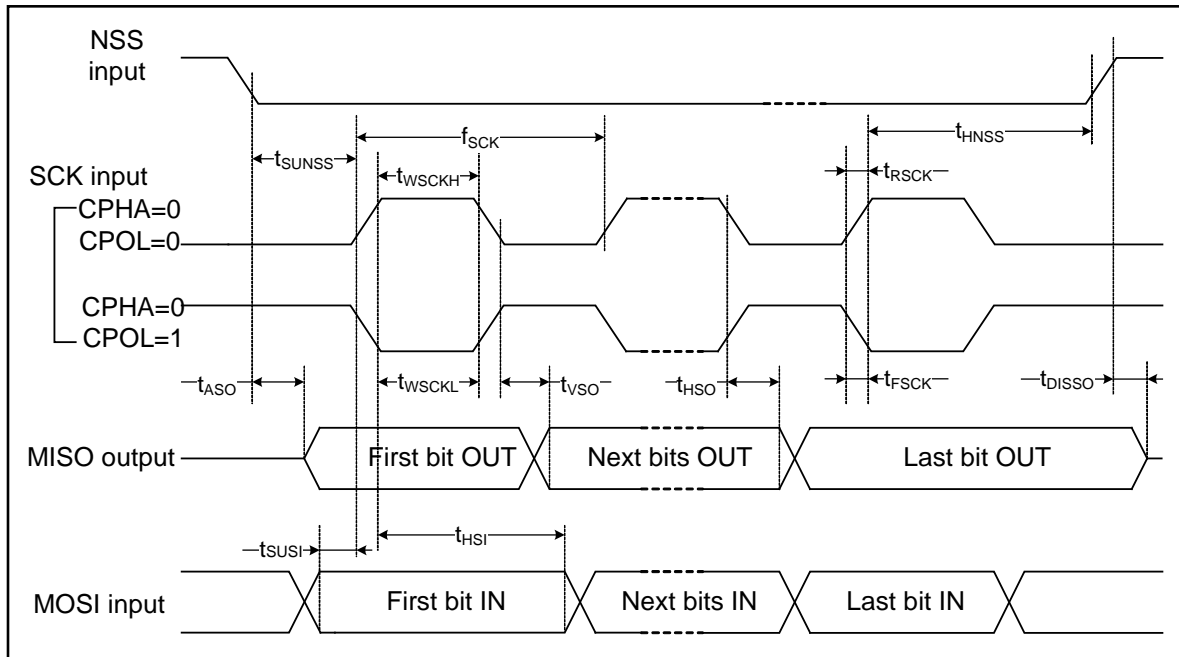 NSS
input
fSCK
tHNSS
tSUNSS
tRSCK
SCK input
tWSCKH
CPHA=0
CPOL=0
CPHA=0
CPOL=1
tASO
tWSCKL
tVSO
tHSO
tFSCK
tDISSO
MISO output
First bit OUT
Next bits OUT
Last bit OUT
tSUSI
tHSI
MOSI input
First bit IN
Next bits IN
Last bit IN